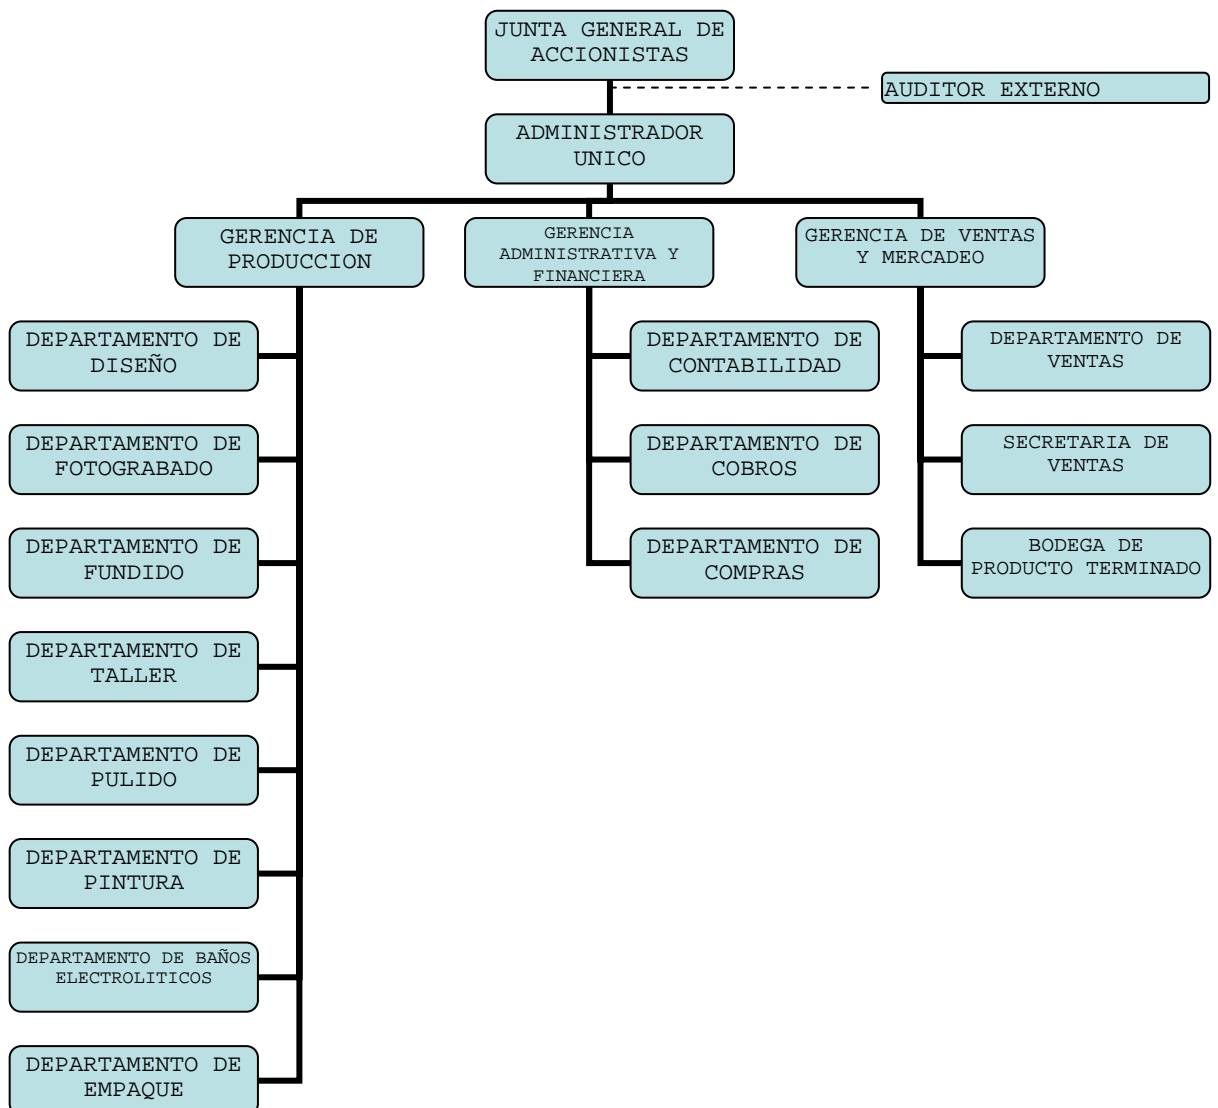 JUNTA GENERAL DE
ACCIONISTAS
AUDITOR EXTERNO
ADMINISTRADOR
UNICO
GERENCIA DE
PRODUCCION
GERENCIA
ADMINISTRATIVA Y
FINANCIERA
GERENCIA DE VENTAS
Y MERCADEO
DEPARTAMENTO DE
DISEÑO
DEPARTAMENTO DE
CONTABILIDAD
DEPARTAMENTO DE
VENTAS
DEPARTAMENTO DE
FOTOGRABADO
DEPARTAMENTO DE
COBROS
SECRETARIA DE
VENTAS
DEPARTAMENTO DE
FUNDIDO
DEPARTAMENTO DE
COMPRAS
BODEGA DE
PRODUCTO TERMINADO
DEPARTAMENTO DE
TALLER
DEPARTAMENTO DE
PULIDO
DEPARTAMENTO DE
PINTURA
DEPARTAMENTO DE BAÑOS
ELECTROLITICOS
DEPARTAMENTO DE
EMPAQUE